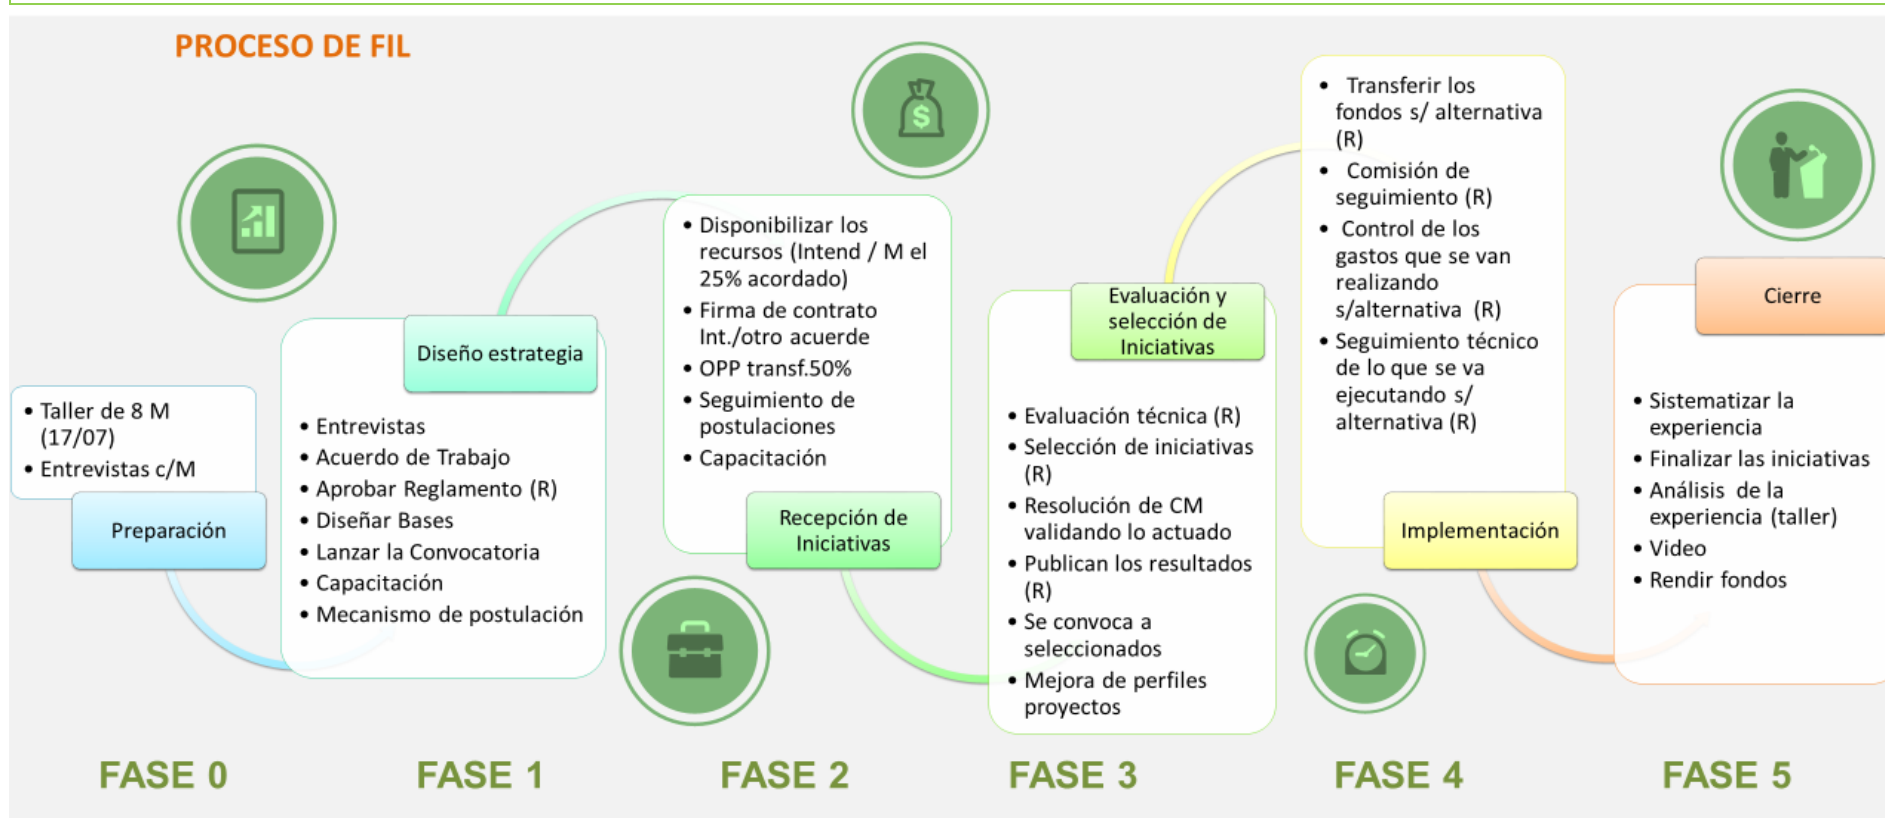 PROCESO DE FIL
• Taller de 8 M
(17/07)
• Entrevistas c/M
Preparación
Diseño estrategia
• Entrevistas
• Acuerdo de Trabajo
• Aprobar Reglamento (R)
• Diseñar Bases
• Lanzar la Convocatoria
• Capacitación
• Mecanismo de postulación
• Disponibilizar los
recursos (Intend / M el
25% acordado)
• Firma de contrato
Int./otro acuerde
• OPP transf.50%
• Seguimiento de
postulaciones
• Capacitación
Recepción de
Iniciativas
Evaluación y
selección de
Iniciativas
• Evaluación técnica (R)
• Selección de iniciativas
(R)
• Resolución de CM
validando lo actuado
• Publican los resultados
(R)
• Se convoca a
seleccionados
• Mejora de perfiles
proyectos
• Transferir los
fondos s/ alternativa
(R)
• Comisión de
seguimiento (R)
• Control de los
gastos que se van
realizando
s/alternativa (R)
• Seguimiento técnico
de lo que se va
ejecutando s/
alternativa (R)
Implementación
Cierre
• Sistematizar la
experiencia
• Finalizar las iniciativas
• Análisis de la
experiencia (taller)
• Video
• Rendir fondos
FASE 0
FASE 1
FASE 2
FASE 3
FASE 4
FASE 5